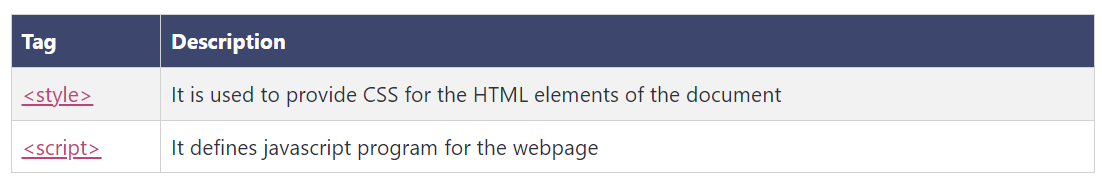 Tag Description
<style> It is used to provide CSS for the HTML elements of the document
<script> It defines javascript program for the webpage